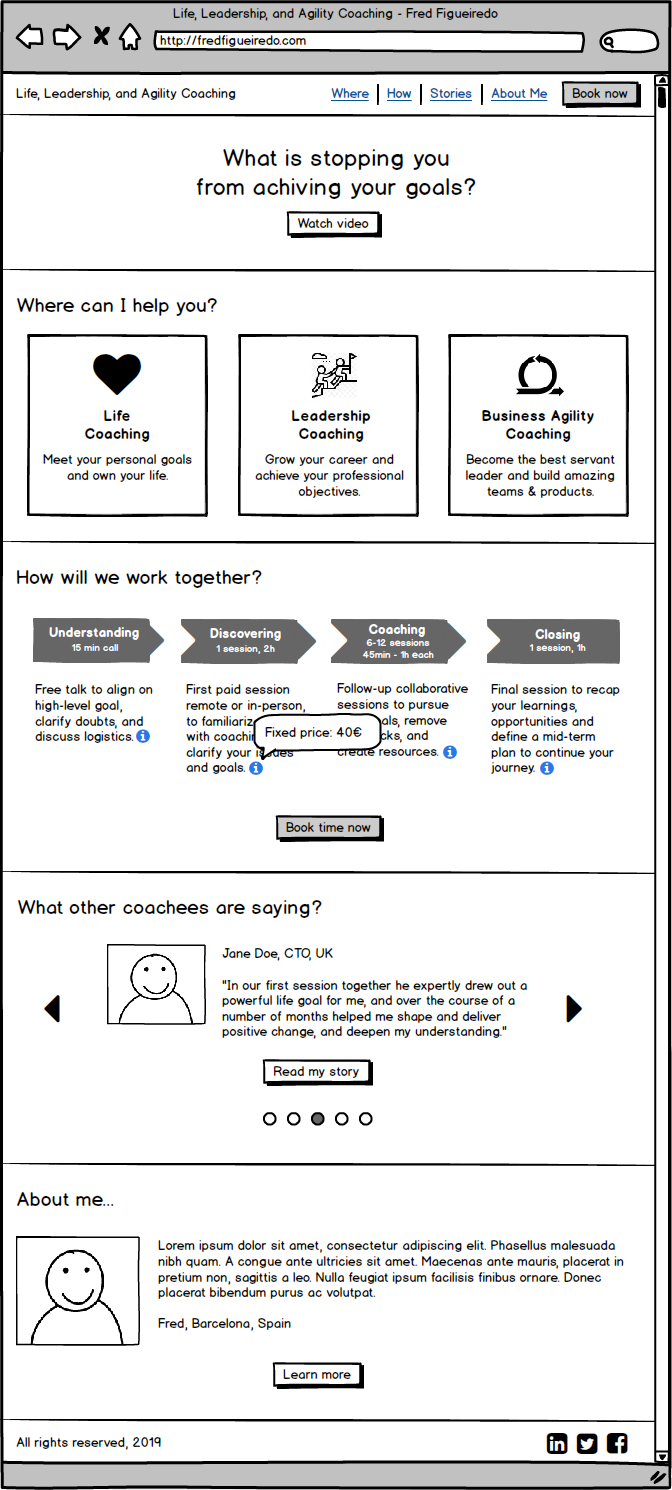 Life, Leadership, and Agility Coaching - Fred Figueiredo
http://fredfigueiredo.com
Life, Leadership, and Agility Coaching
Where
How
Stories
About Me
Book now
What is stopping you
from achiving your goals?
Watch video
Where can I help you?
Life
Coaching
Meet your personal goals
and own your life.
Leadership
Coaching
Grow your career and
achieve your professional
objectives.
Business Agility
Coaching
Become the best servant
leader and build amazing
teams & products.
How will we work together?
Understanding
15 min call
Free talk to align on
high-level goal,
clarify doubts, and
discuss logistics.
Discovering
1 session, 2h
First paid session
remote or in-person,
to familiariz
with coachin
clarify your issues
and goals.
Fixed price: 40€
Coaching
6-12 sessions
45min - 1h each
Follow-up collaborative
sessions to pursue
als, remove
cks, and
create resources.
Closing
1 session, 1h
Final session to recap
your learnings,
opportunities and
define a mid-term
plan to continue your
journey.
Book time now
What other coachees are saying?
Jane Doe, CTO, UK
"In our first session together he expertly drew out a
powerful life goal for me, and over the course of a
number of months helped me shape and deliver
positive change, and deepen my understanding."
Read my story
About me...
Lorem ipsum dolor sit amet, consectetur adipiscing elit. Phasellus malesuada
nibh quam. A congue ante ultricies sit amet. Maecenas ante mauris, placerat in
pretium non, sagittis a leo. Nulla feugiat ipsum facilisis finibus ornare. Donec
placerat bibendum purus ac volutpat.
Fred, Barcelona, Spain
Learn more
All rights reserved, 2019